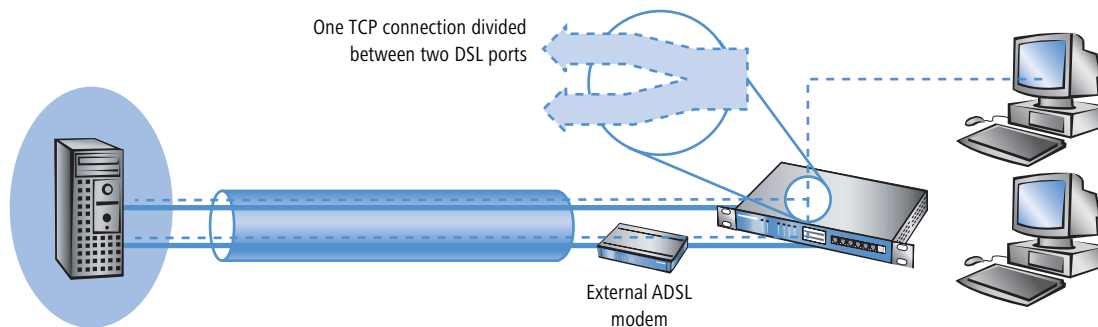 One TCP connection divided
between two DSL ports
External ADSL
modem